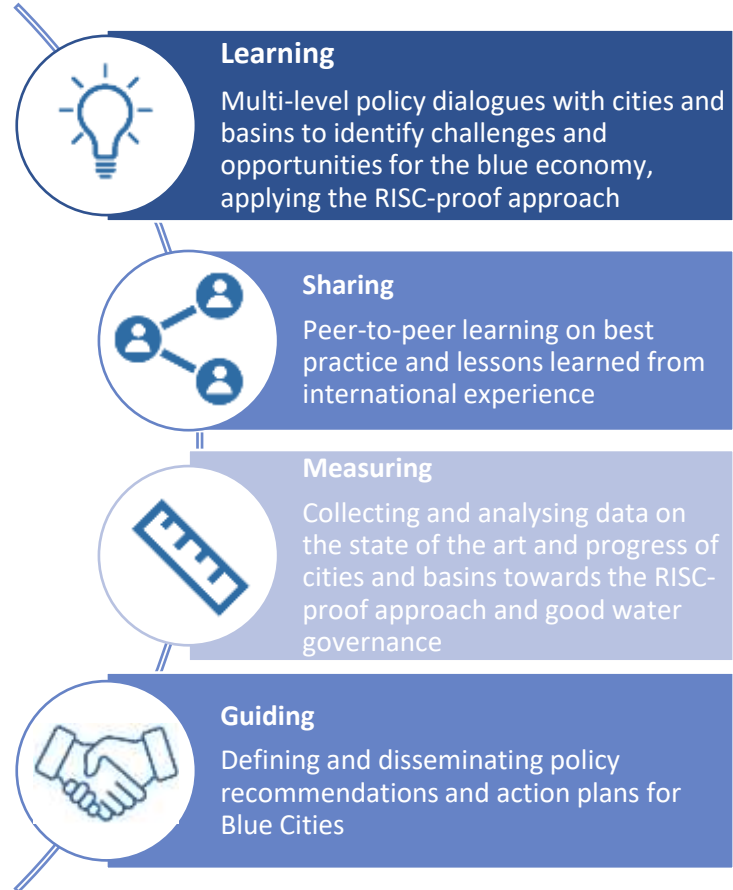 Learning
Multi-level policy dialogues with cities and
basins to identify challenges and
opportunities for the blue economy,
applying the RISC-proof approach
Sharing
Peer-to-peer learning on best
practice and lessons learned from
international experience
Measuring
Collecting and analysing data on
the state of the art and progress of
cities and basins towards the RISC-
proof approach and good water
governance
Guiding
Defining and disseminating policy
recommendations and action plans for
Blue Cities